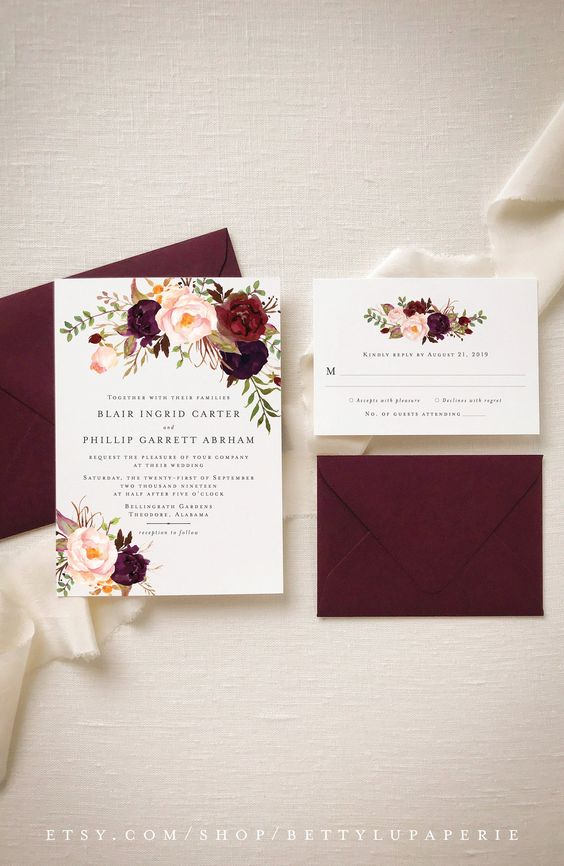 Together with their families
Blair Ingrid Carter
and
Phillip Garrett Abrham
request the pleasure of your company
at their wedding
Saturday, the twenty-first of September
two thousand nineteen
at half after five o'clock
Bellingrath Gardens
Theodore, Alabama
reception to follow
Kindly reply by August 21, 2019
M
Accepts with pleasure Declines with regret
No. of guests attending
etsy.com/shop/bettylupaperie